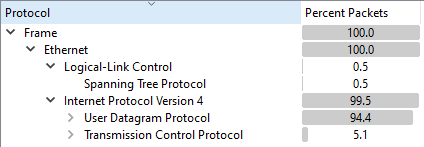 Protocol Percent Packets
Frame 100.0
Ethernet 100.0
Logical-Link Control 0.5
Spanning Tree Protocol 0.5
Internet Protocol Version 4 99.5
User Datagram Protocol 94.4
Transmission Control Protocol 5.1